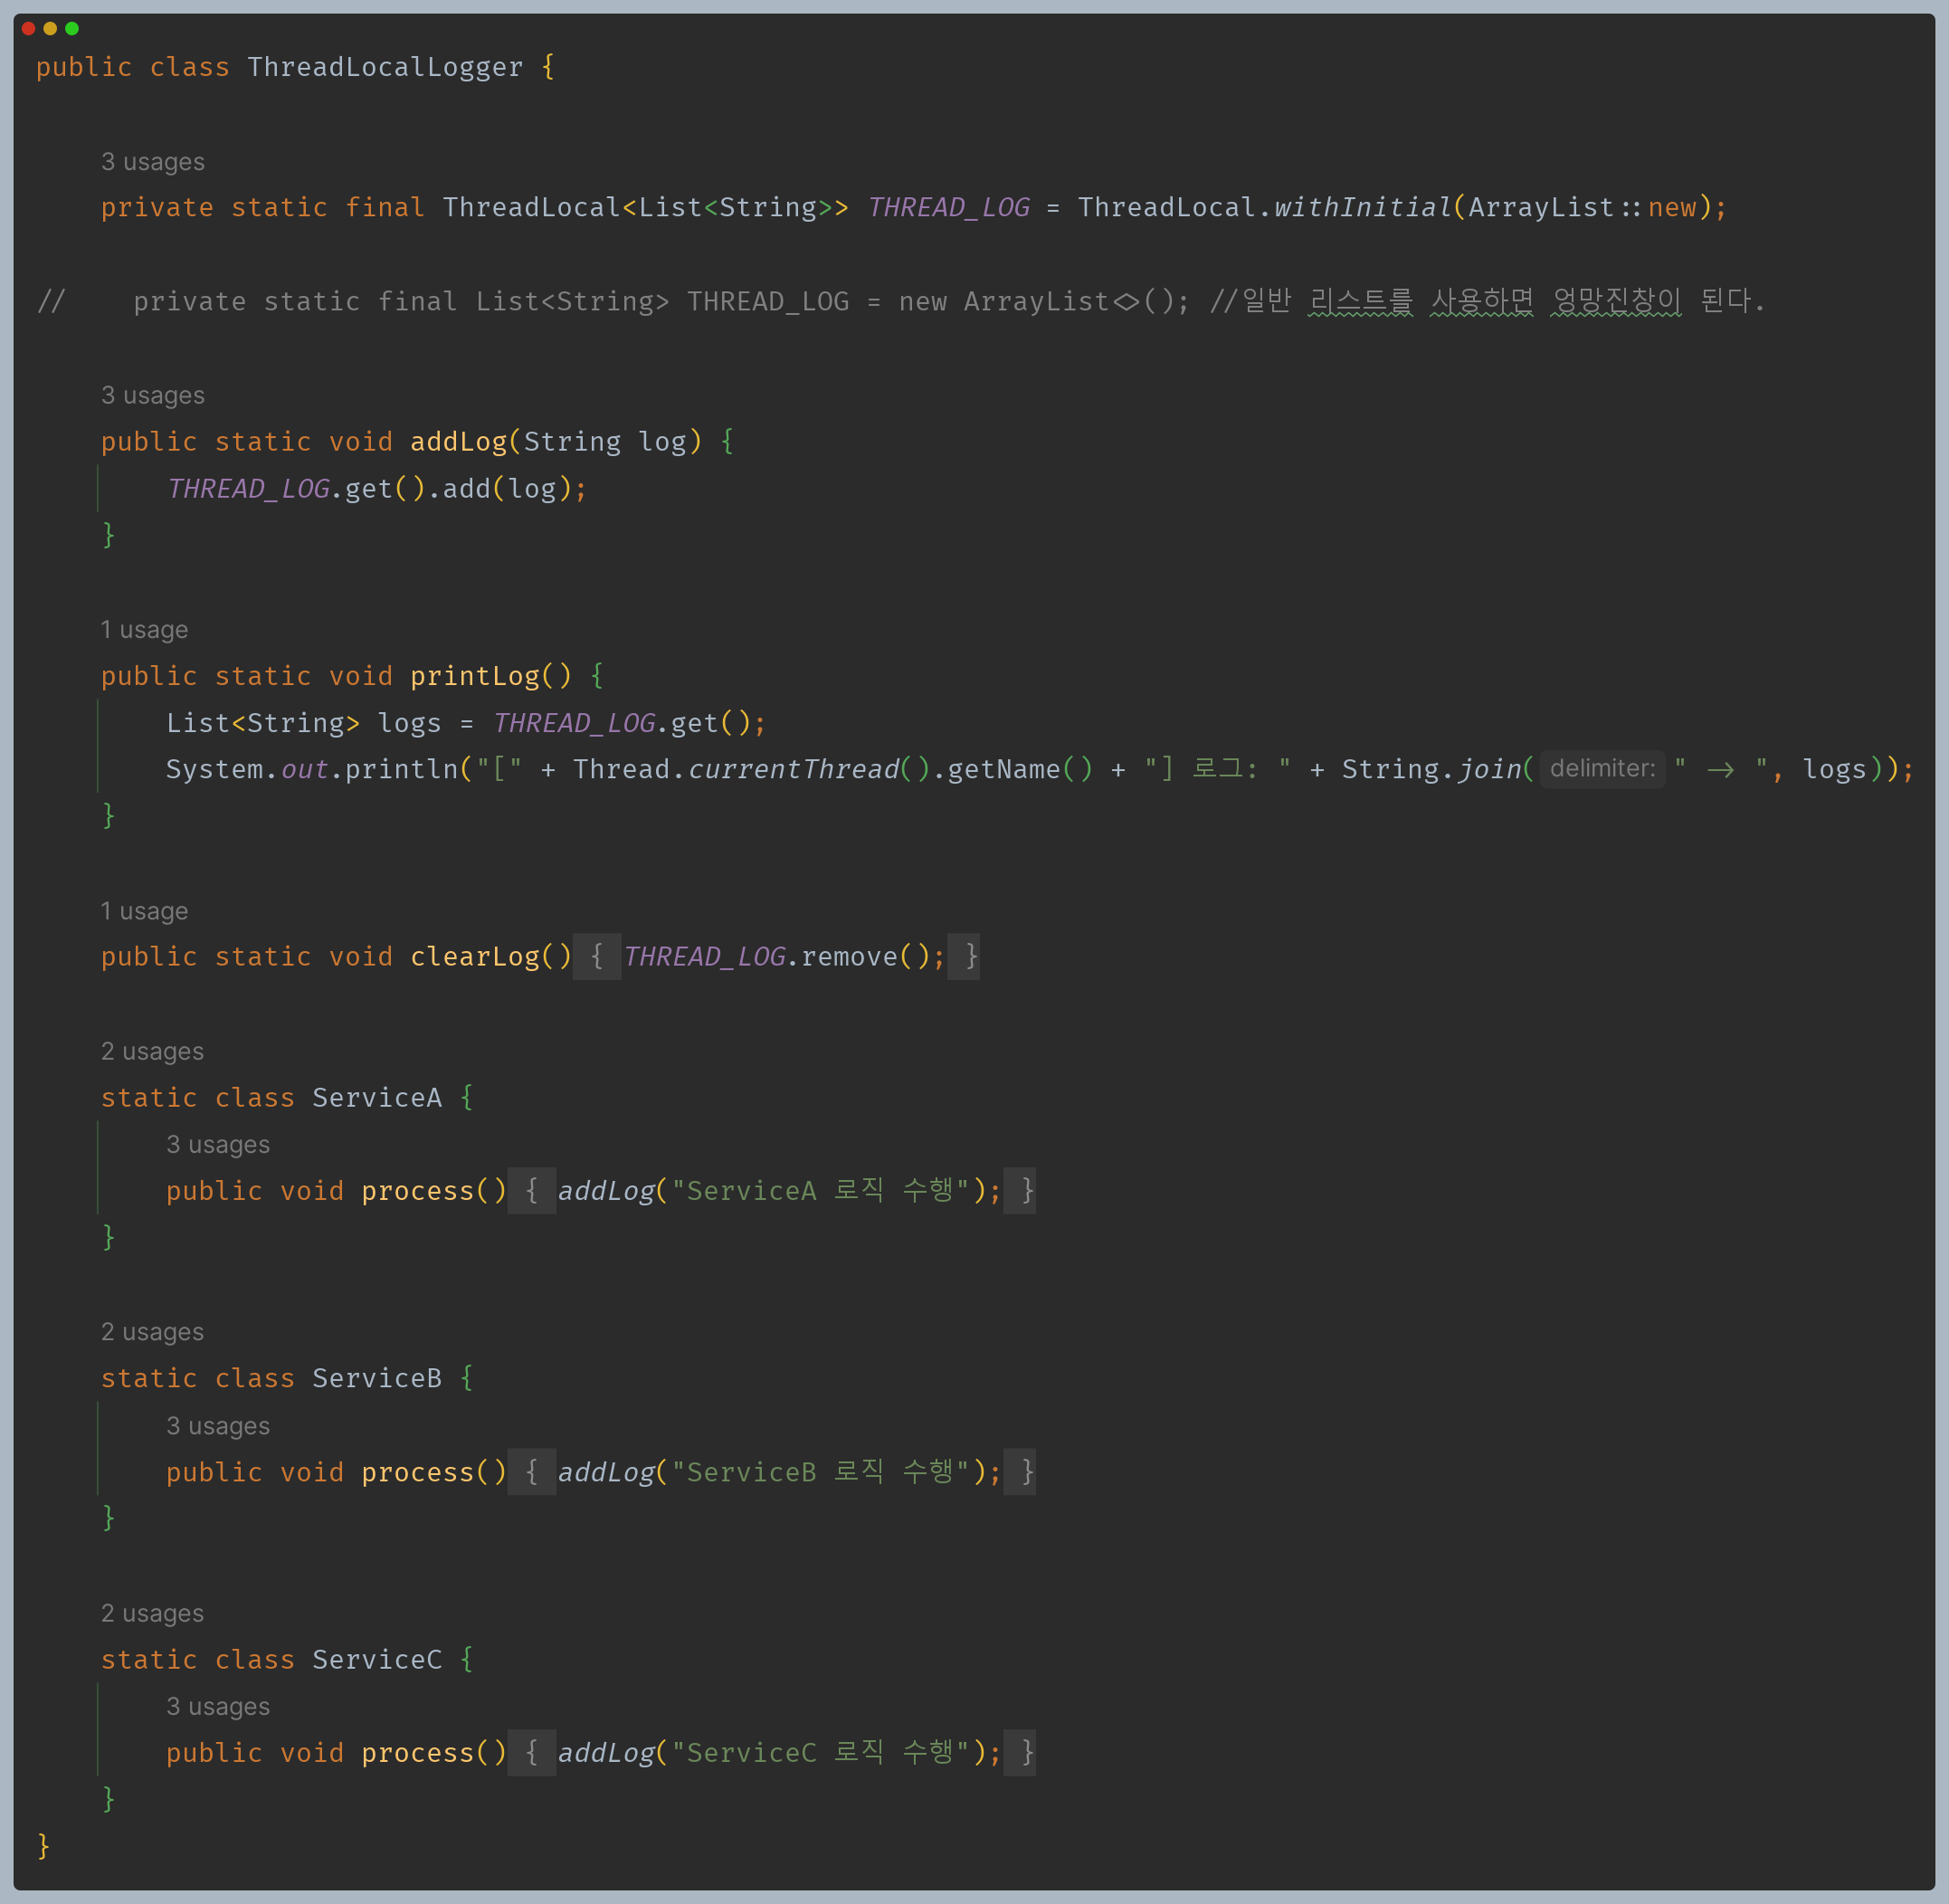 public class ThreadLocalLogger {
3 usages
private static final ThreadLocal<List<String>> THREAD_LOG = ThreadLocal.withInitial(ArrayList::new);
//    private static final List<String> THREAD_LOG = new ArrayList<>(); //일반 리스트를 사용하면 엉망진창이 된다.
3 usages
public static void addLog(String log) {
THREAD_LOG.get().add(log);
}
1 usage
public static void printLog() {
List<String> logs = THREAD_LOG.get();
System.out.println("[" + Thread.currentThread().getName() + "] 로그: " + String.join( delimiter: " -> ", logs));
}
1 usage
public static void clearLog() { THREAD_LOG.remove(); }
2 usages
static class ServiceA {
3 usages
public void process() { addLog("ServiceA 로직 수행"); }
}
2 usages
static class ServiceB {
3 usages
public void process() { addLog("ServiceB 로직 수행"); }
}
2 usages
static class ServiceC {
3 usages
public void process() { addLog("ServiceC 로직 수행"); }
}
}